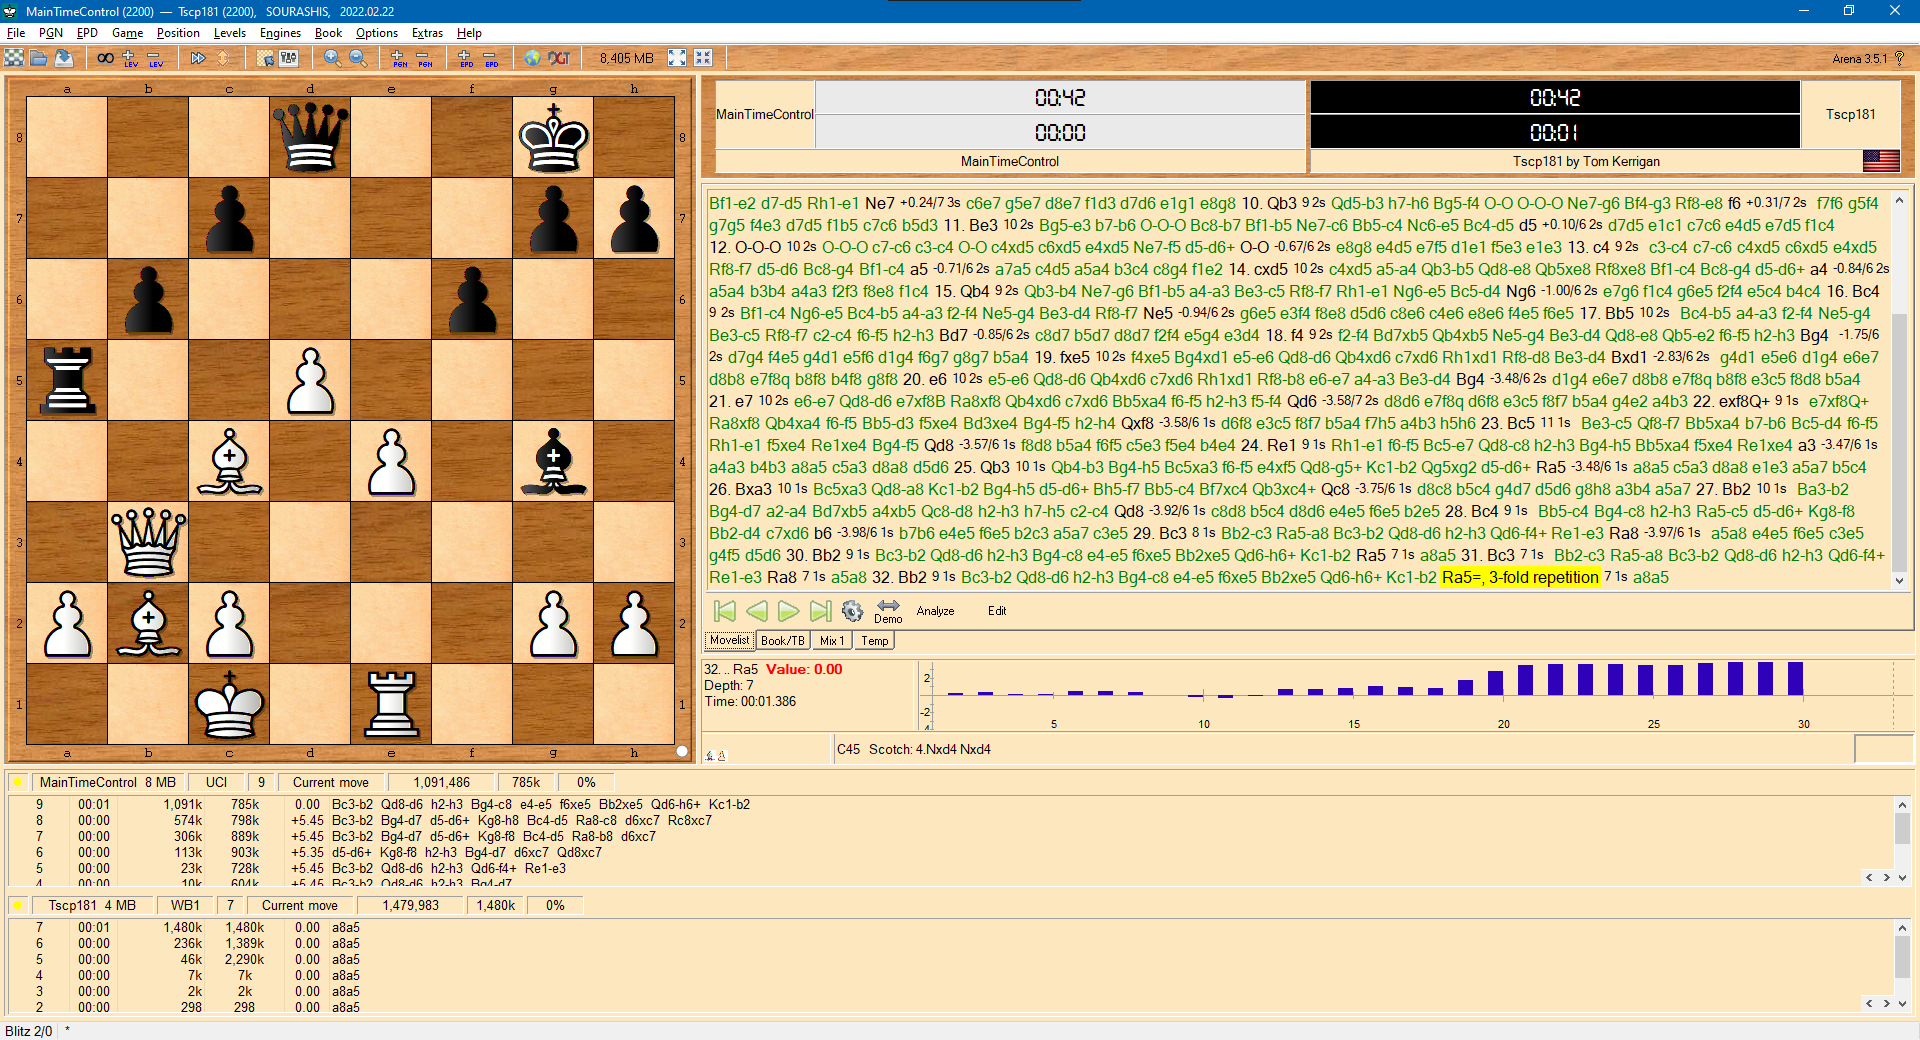 MainTimeControl (2200) — Tscp181 (2200), SOURASHIS, 2022.02.22
File PGN EPD Game Position Levels Engines Book Options Extras Help
LEV LEV PGN PGN EPD EPD DGT 8,405 MB Arena 3.5.1
a b c d e f g h
8 8
7 7
6 6
5 5
4 4
3 3
2 2
1 1
a b c d e f g h
MainTimeControl 00:42 00:42 Tscp181
00:00 00:01
MainTimeControl Tscp181 by Tom Kerrigan
Bf1-e2 d7-d5 Rh1-e1 Ne7 +0.24/7 3s c6e7 g5e7 d8e7 f1d3 d7d6 e1g1 e8g8 10. Qb3 9 2s Qd5-b3 h7-h6 Bg5-f4 O-O O-O-O Ne7-g6 Bf4-g3 Rf8-e8 f6 +0.31/7 2s f7f6 g5f4
g7g5 f4e3 d7d5 f1b5 c7c6 b5d3 11. Be3 10 2s Bg5-e3 b7-b6 O-O-O Bc8-b7 Bf1-b5 Ne7-c6 Bb5-c4 Nc6-e5 Bc4-d5 d5 +0.10/6 2s d7d5 e1c1 c7c6 e4d5 e7d5 f1c4
12. O-O-O 10 2s O-O-O c7-c6 c3-c4 O-O c4xd5 c6xd5 e4xd5 Ne7-f5 d5-d6+ O-O -0.67/6 2s e8g8 e4d5 e7f5 d1e1 f5e3 e1e3 13. c4 9 2s c3-c4 c7-c6 c4xd5 c6xd5 e4xd5
Rf8-f7 d5-d6 Bc8-g4 Bf1-c4 a5 -0.71/6 2s a7a5 c4d5 a5a4 b3c4 c8g4 f1e2 14. cxd5 10 2s c4xd5 a5-a4 Qb3-b5 Qd8-e8 Qb5xe8 Rf8xe8 Bf1-c4 Bc8-g4 d5-d6+ a4 -0.84/6 2s
a5a4 b3b4 a4a3 f2f3 f8e8 f1c4 15. Qb4 9 2s Qb3-b4 Ne7-g6 Bf1-b5 a4-a3 Be3-c5 Rf8-f7 Rh1-e1 Ng6-e5 Bc5-d4 Ng6 -1.00/6 2s e7g6 f1c4 g6e5 f2f4 e5c4 b4c4 16. Bc4
9 2s Bf1-c4 Ng6-e5 Bc4-b5 a4-a3 f2-f4 Ne5-g4 Be3-d4 Rf8-f7 Ne5 -0.94/6 2s g6e5 e3f4 f8e8 d5d6 c8e6 c4e6 e8e6 f4e5 f6e5 17. Bb5 10 2s Bc4-b5 a4-a3 f2-f4 Ne5-g4
Be3-c5 Rf8-f7 c2-c4 f6-f5 h2-h3 Bd7 -0.85/6 2s c8d7 b5d7 d8d7 f2f4 e5g4 e3d4 18. f4 9 2s f2-f4 Bd7xb5 Qb4xb5 Ne5-g4 Be3-d4 Qd8-e8 Qb5-e2 f6-f5 h2-h3 Bg4 -1.75/6
2s d7g4 f4e5 g4d1 e5f6 d1g4 f6g7 g8g7 b5a4 19. fxe5 10 2s f4xe5 Bg4xd1 e5-e6 Qd8-d6 Qb4xd6 c7xd6 Rh1xd1 Rf8-d8 Be3-d4 Bxd1 -2.83/6 2s g4d1 e5e6 d1g4 e6e7
d8b8 e7f8q b8f8 b4f8 g8f8 20. e6 10 2s e5-e6 Qd8-d6 Qb4xd6 c7xd6 Rh1xd1 Rf8-b8 e6-e7 a4-a3 Be3-d4 Bg4 -3.48/6 2s d1g4 e6e7 d8b8 e7f8q b8f8 e3c5 f8d8 b5a4
21. e7 10 2s e6-e7 Qd8-d6 e7xf8B Ra8xf8 Qb4xd6 c7xd6 Bb5xa4 f6-f5 h2-h3 f5-f4 Qd6 -3.58/7 2s d8d6 e7f8q d6f8 e3c5 f8f7 b5a4 g4e2 a4b3 22. exf8Q+ 9 1s e7xf8Q+
Ra8xf8 Qb4xa4 f6-f5 Bb5-d3 f5xe4 Bd3xe4 Bg4-f5 h2-h4 Qxf8 -3.58/6 1s d6f8 e3c5 f8f7 b5a4 f7h5 a4b3 h5h6 23. Bc5 11 1s Be3-c5 Qf8-f7 Bb5xa4 b7-b6 Bc5-d4 f6-f5
Rh1-e1 f5xe4 Re1xe4 Bg4-f5 Qd8 -3.57/6 1s f8d8 b5a4 f6f5 c5e3 f5e4 b4e4 24. Re1 9 1s Rh1-e1 f6-f5 Bc5-e7 Qd8-c8 h2-h3 Bg4-h5 Bb5xa4 f5xe4 Re1xe4 a3 -3.47/6 1s
a4a3 b4b3 a8a5 c5a3 d8a8 d5d6 25. Qb3 10 1s Qb4-b3 Bg4-h5 Bc5xa3 f6-f5 e4xf5 Qd8-g5+ Kc1-b2 Qg5xg2 d5-d6+ Ra5 -3.48/6 1s a8a5 c5a3 d8a8 e1e3 a5a7 b5c4
26. Bxa3 10 1s Bc5xa3 Qd8-a8 Kc1-b2 Bg4-h5 d5-d6+ Bh5-f7 Bb5-c4 Bf7xc4 Qb3xc4+ Qc8 -3.75/6 1s d8c8 b5c4 g4d7 d5d6 g8h8 a3b4 a5a7 27. Bb2 10 1s Ba3-b2
Bg4-d7 a2-a4 Bd7xb5 a4xb5 Qc8-d8 h2-h3 h7-h5 c2-c4 Qd8 -3.92/6 1s c8d8 b5c4 d8d6 e4e5 f6e5 b2e5 28. Bc4 9 1s Bb5-c4 Bg4-c8 h2-h3 Ra5-c5 d5-d6+ Kg8-f8
Bb2-d4 c7xd6 b6 -3.98/6 1s b7b6 e4e5 f6e5 b2c3 a5a7 c3e5 29. Bc3 8 1s Bb2-c3 Ra5-a8 Bc3-b2 Qd8-d6 h2-h3 Qd6-f4+ Re1-e3 Ra8 -3.97/6 1s a5a8 e4e5 f6e5 c3e5
g4f5 d5d6 30. Bb2 9 1s Bc3-b2 Qd8-d6 h2-h3 Bg4-c8 e4-e5 f6xe5 Bb2xe5 Qd6-h6+ Kc1-b2 Ra5 7 1s a8a5 31. Bc3 7 1s Bb2-c3 Ra5-a8 Bc3-b2 Qd8-d6 h2-h3 Qd6-f4+
Re1-e3 Ra8 7 1s a5a8 32. Bb2 9 1s Bc3-b2 Qd8-d6 h2-h3 Bg4-c8 e4-e5 f6xe5 Bb2xe5 Qd6-h6+ Kc1-b2 Ra5=, 3-fold repetition 7 1s a8a5
Demo Analyze Edit
Movelist Book/TB Mix 1 Temp
32. .. Ra5 Value: 0.00
Depth: 7
Time: 00:01.386
2
-2
4
5 10 15 20 25 30
C45 Scotch: 4.Nxd4 Nxd4
MainTimeControl 8 MB UCI 9 Current move 1,091,486 785k 0%
9 00:01 1,091k 785k 0.00 Bc3-b2 Qd8-d6 h2-h3 Bg4-c8 e4-e5 f6xe5 Bb2xe5 Qd6-h6+ Kc1-b2
8 00:00 574k 798k +5.45 Bc3-b2 Bg4-d7 d5-d6+ Kg8-h8 Bc4-d5 Ra8-c8 d6xc7 Rc8xc7
7 00:00 306k 889k +5.45 Bc3-b2 Bg4-d7 d5-d6+ Kg8-f8 Bc4-d5 Ra8-b8 d6xc7
6 00:00 113k 903k +5.35 d5-d6+ Kg8-f8 h2-h3 Bg4-d7 d6xc7 Qd8xc7
5 00:00 23k 728k +5.45 Bc3-b2 Qd8-d6 h2-h3 Qd6-f4+ Re1-e3
4 00:00 10k 604k +5.45 Bc3-b2 Qd8-d6 h2-h3 Bg4-d7
Tscp181 4 MB WB1 7 Current move 1,479,983 1,480k 0%
7 00:01 1,480k 1,480k 0.00 a8a5
6 00:00 236k 1,389k 0.00 a8a5
5 00:00 46k 2,290k 0.00 a8a5
4 00:00 7k 7k 0.00 a8a5
3 00:00 2k 2k 0.00 a8a5
2 00:00 298 298 0.00 a8a5
Blitz 2/0 *